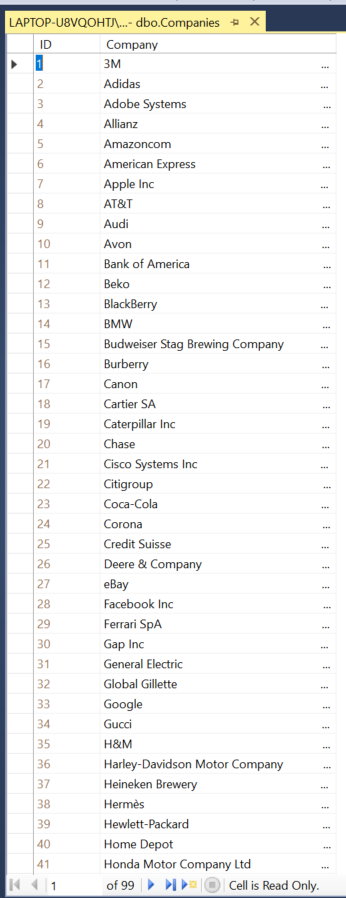 LAPTOP-U8VQOHTJ\...- dbo.Companies
ID Company
1 3M ...
2 Adidas ...
3 Adobe Systems ...
4 Allianz ...
5 Amazoncom ...
6 American Express ...
7 Apple Inc ...
8 AT&T ...
9 Audi ...
10 Avon ...
11 Bank of America ...
12 Beko ...
13 BlackBerry ...
14 BMW ...
15 Budweiser Stag Brewing Company ...
16 Burberry ...
17 Canon ...
18 Cartier SA ...
19 Caterpillar Inc ...
20 Chase ...
21 Cisco Systems Inc ...
22 Citigroup ...
23 Coca-Cola ...
24 Corona ...
25 Credit Suisse ...
26 Deere & Company ...
27 eBay ...
28 Facebook Inc ...
29 Ferrari SpA ...
30 Gap Inc ...
31 General Electric ...
32 Global Gillette ...
33 Google ...
34 Gucci ...
35 H&M ...
36 Harley-Davidson Motor Company ...
37 Heineken Brewery ...
38 Hermès ...
39 Hewlett-Packard ...
40 Home Depot ...
41 Honda Motor Company Ltd ...
1 of 99 Cell is Read Only.